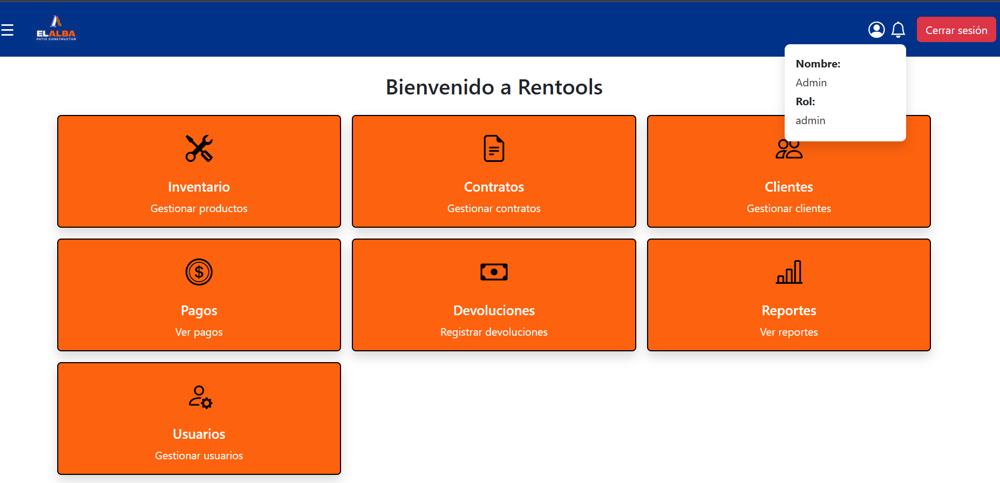 ELALBA
PATIO CONSTRUCTOR
Cerrar sesión
Nombre:
Admin
Rol:
admin
Bienvenido a Rentools
Inventario
Gestionar productos
Contratos
Gestionar contratos
Clientes
Gestionar clientes
$
Pagos
Ver pagos
Devoluciones
Registrar devoluciones
Reportes
Ver reportes
Usuarios
Gestionar usuarios